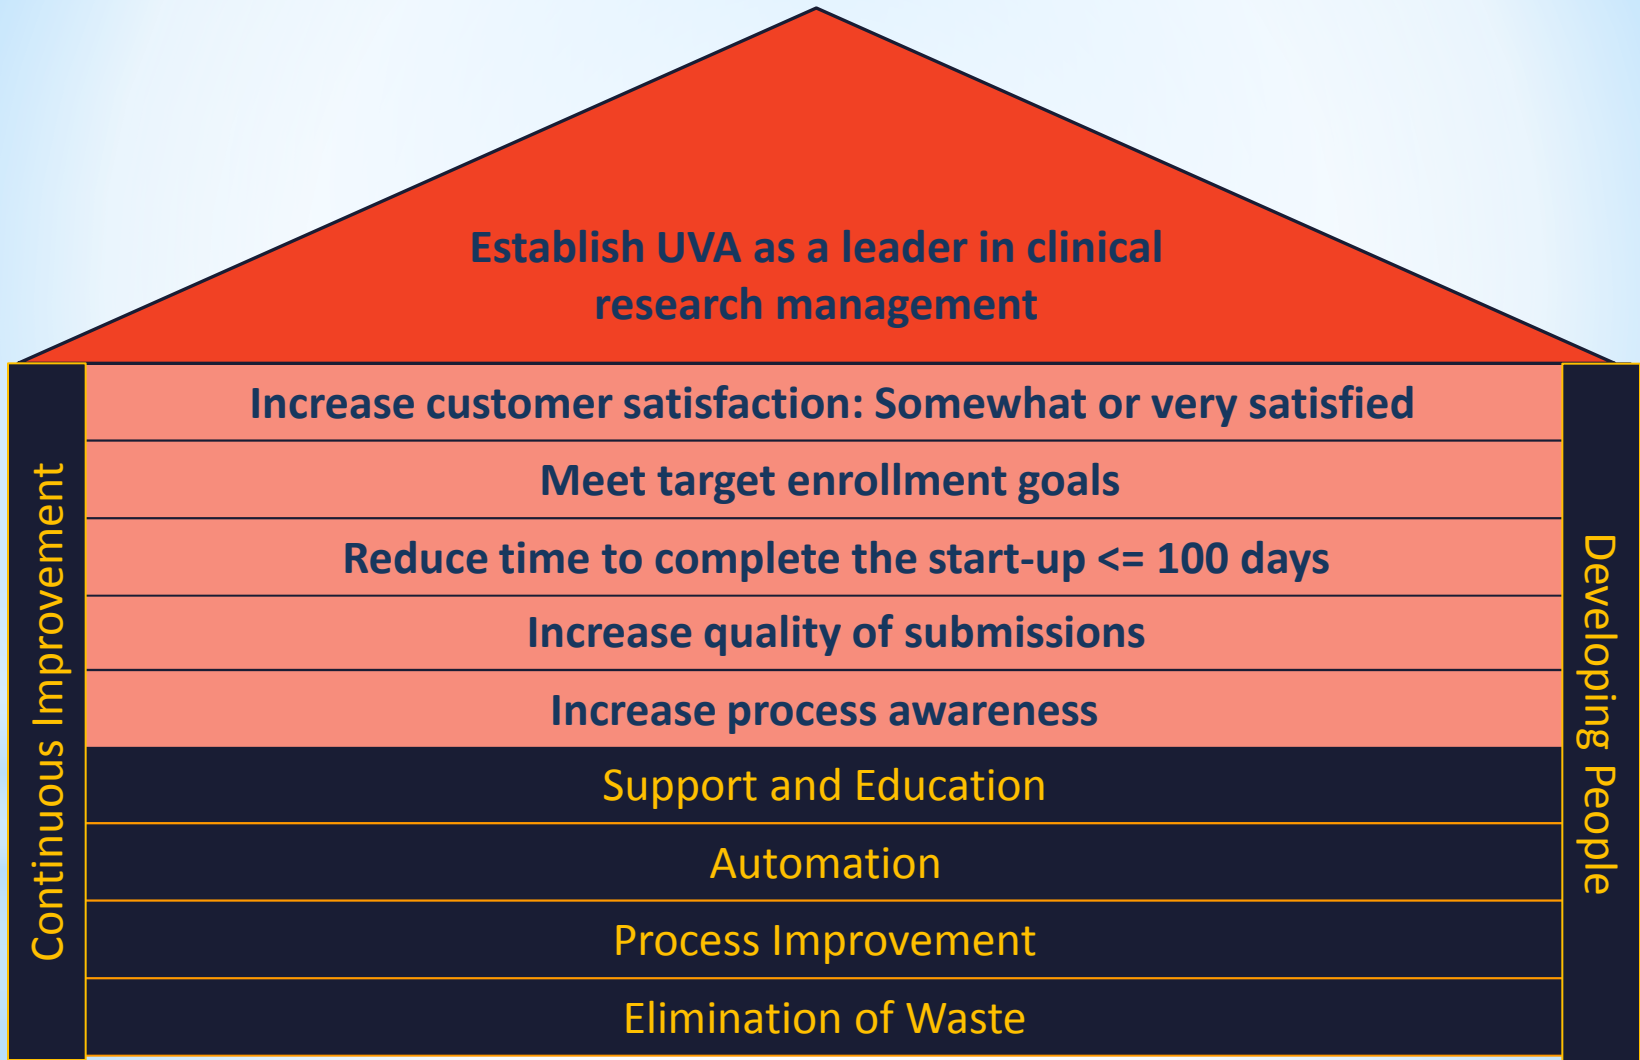 Establish UVA as a leader in clinical
research management
Continuous Improvement
Increase customer satisfaction: Somewhat or very satisfied
Meet target enrollment goals
Reduce time to complete the start-up <= 100 days
Increase quality of submissions
Increase process awareness
Support and Education
Automation
Process Improvement
Elimination of Waste
Developing People